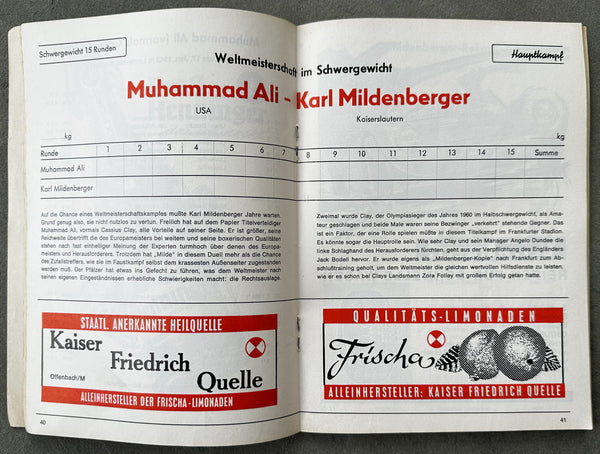 Schwergewicht 15 Runden
Hauptkampf
Weltmeisterschaft im Schwergewicht
Muhammad Ali – Karl Mildenberger
USA
Kaiserslautern
kg
kg
Runde 1 2 3 4 5 6 7 8 9 10 11 12 13 14 15 Summe
Muhammad Ali
Karl Mildenberger
Auf die Chance eines Weltmeisterschaftskampfes mußte Karl Mildenberger Jahre warten.
Grund genug also, sie nicht nutzlos zu vertun. Freilich hat auf dem Papier Titelverteidiger
Muhammad Ali, vormals Cassius Clay, alle Vorteile auf seiner Seite. Er ist größer, seine
Reichweite übertrifft die des Europameisters bei weitem und seine boxerischen Qualitäten
stehen nach fast einhelliger Meinung der Experten turmhoch über denen des Europa-
meisters und Herausforderers. Trotzdem hat „Milde" in diesem Duell mehr als die Chance
des Zufallstreffers, wie sie im Faustkampf selbst dem krassesten Außenseiter zugestanden
werden muß. Der Pfälzer hat etwas ins Gefecht zu führen, was dem Weltmeister nach
seinen eigenen Eingeständnissen erhebliche Schwierigkeiten macht: die Rechtsauslage.
Zweimal wurde Clay, der Olympiasieger des Jahres 1960 im Halbschwergewicht, als Ama-
teur geschlagen und beide Male waren seine Bezwinger „verkehrt" stehende Gegner. Das
ist ein Faktor, der eine Rolle spielen müßte in diesem Titelkampf im Frankfurter Stadion.
Es könnte sogar die Hauptrolle sein. Wie sehr Clay und sein Manager Angelo Dundee die
linke Schlaghand des Herausforderers fürchten, geht aus der Verpflichtung des Engländers
Jack Bodell hervor. Er wurde eigens als „Mildenberger-Kopie" nach Frankfurt zum Ab-
schlußtraining geholt, um dem Weltmeister die gleichen wertvollen Hilfsdienste zu leisten,
wie er es schon bei Clays Landsmann Zora Folley mit großem Erfolg getan hatte.
STAATL. ANERKANNTE HEILQUELLE
Kaiser
Friedrich
Quelle
Offenbach/M
ALLEINHERSTELLER DER FRISCHA-LIMONADEN
QUALITÄTS-LIMONADEN
Frischa
ALLEINHERSTELLER: KAISER FRIEDRICH QUELLE
40
41